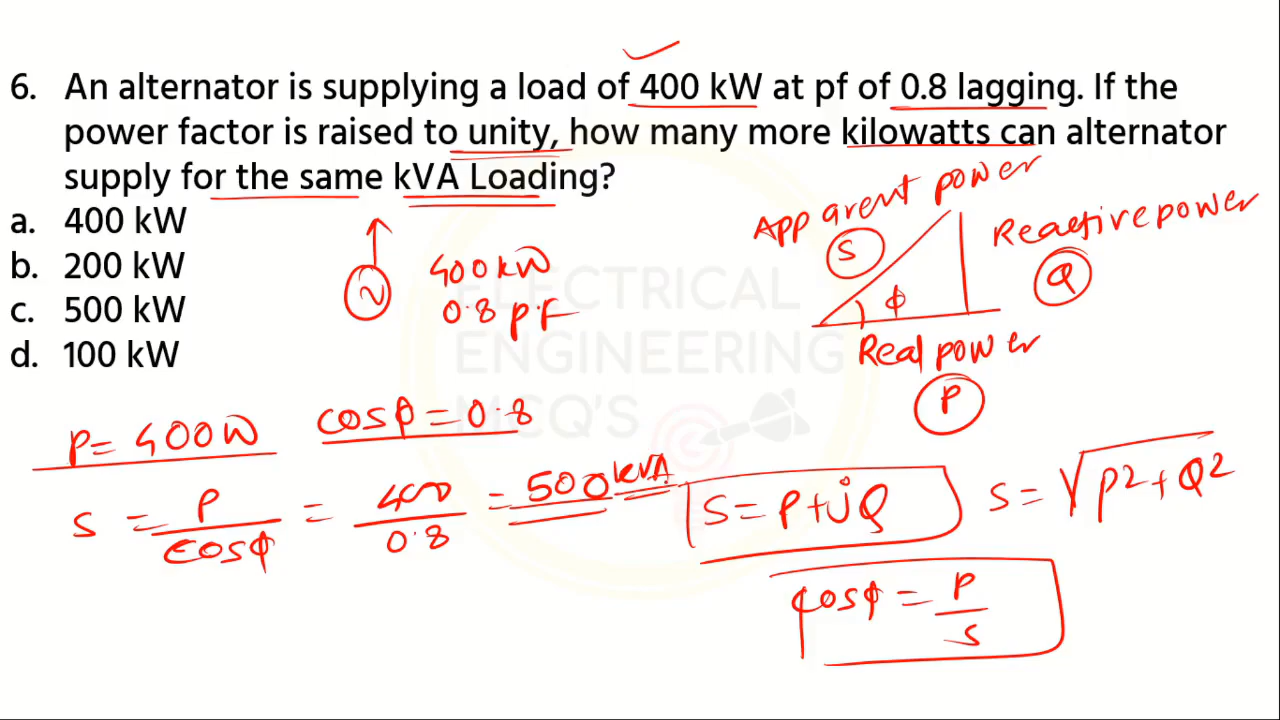 6. An alternator is supplying a load of 400 kW at pf of 0.8 lagging. If the
power factor is raised to unity, how many more kilowatts can alternator
supply for the same kVA Loading?
a. 400 kW
b. 200 kW
c. 500 kW
d. 100 kW
400 kW
0.8 p.F
Apparent power
S
Reactive power
Q
ϕ
Real power
P
ELECTRICAL
ENGINEERING
MCQ'S
P = 400 W cosϕ = 0.8
S = P/cosϕ = 400/0.8 = 500 kVA
S = P + jQ
S = √P² + Q²
cosϕ = P/S